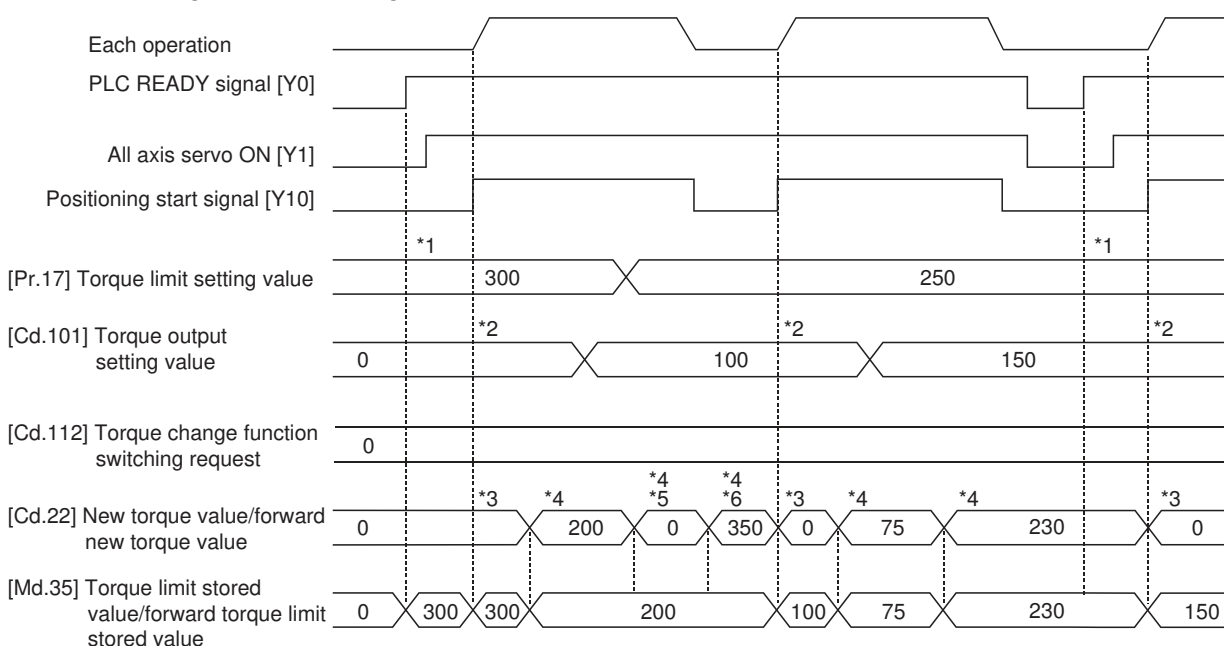 Each operation
PLC READY signal [Y0]
All axis servo ON [Y1]
Positioning start signal [Y10]
*1 *1
[Pr.17] Torque limit setting value 300 250
[Cd.101] Torque output
setting value
*2 *2 *2
0 100 150
[Cd.112] Torque change function
switching request
0
*4 *4
*3 *4 *5 *6 *3 *4 *4 *3
[Cd.22] New torque value/forward
new torque value
0 200 0 350 0 75 230 0
[Md.35] Torque limit stored
value/forward torque limit
stored value
0 300 300 200 100 75 230 150